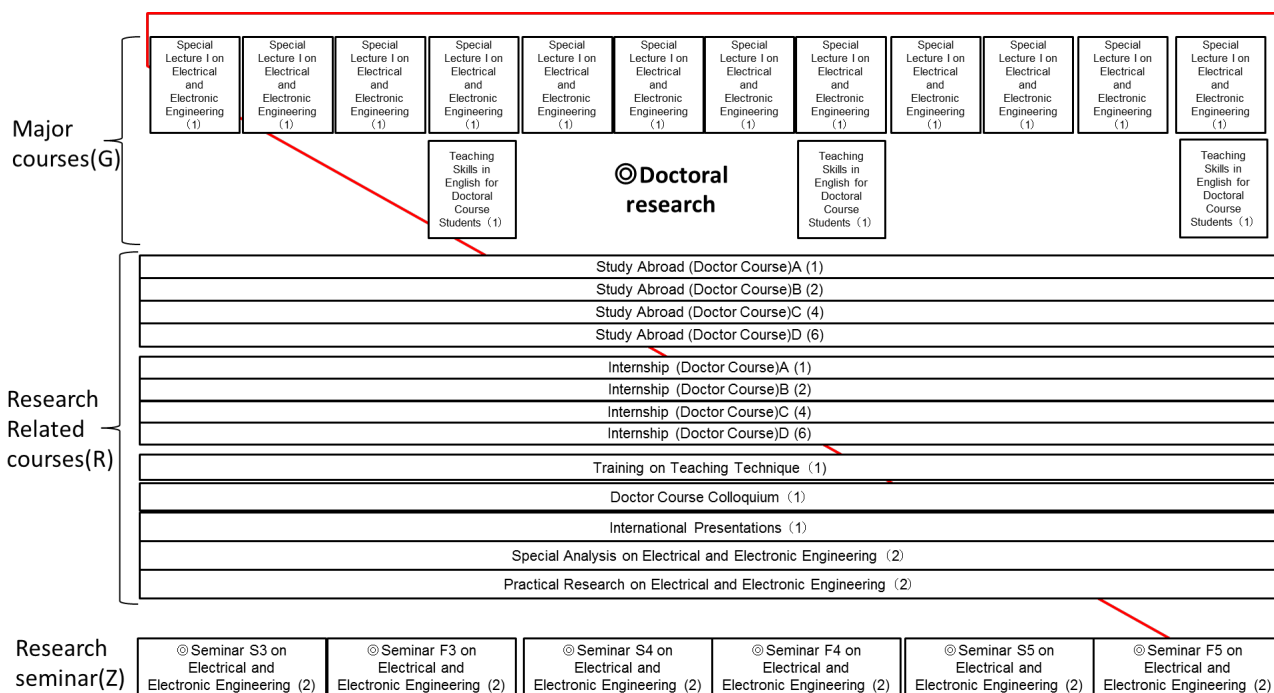 Major
courses(G)
Special
Lecture I on
Electrical
and
Electronic
Engineering
（1）
Special
Lecture I on
Electrical
and
Electronic
Engineering
（1）
Special
Lecture I on
Electrical
and
Electronic
Engineering
（1）
Special
Lecture I on
Electrical
and
Electronic
Engineering
（1）
Special
Lecture I on
Electrical
and
Electronic
Engineering
（1）
Special
Lecture I on
Electrical
and
Electronic
Engineering
（1）
Special
Lecture I on
Electrical
and
Electronic
Engineering
（1）
Special
Lecture I on
Electrical
and
Electronic
Engineering
（1）
Special
Lecture I on
Electrical
and
Electronic
Engineering
（1）
Special
Lecture I on
Electrical
and
Electronic
Engineering
（1）
Special
Lecture I on
Electrical
and
Electronic
Engineering
（1）
Special
Lecture I on
Electrical
and
Electronic
Engineering
（1）
Teaching
Skills in
English for
Doctoral
Course
Students（1）
◎Doctoral
research
Teaching
Skills in
English for
Doctoral
Course
Students（1）
Teaching
Skills in
English for
Doctoral
Course
Students（1）
Research
Related
courses(R)
Study Abroad (Doctor Course)A (1)
Study Abroad (Doctor Course)B (2)
Study Abroad (Doctor Course)C (4)
Study Abroad (Doctor Course)D (6)
Internship (Doctor Course)A (1)
Internship (Doctor Course)B (2)
Internship (Doctor Course)C (4)
Internship (Doctor Course)D (6)
Training on Teaching Technique（1)
Doctor Course Colloquium（1）
International Presentations（1）
Special Analysis on Electrical and Electronic Engineering（2）
Practical Research on Electrical and Electronic Engineering（2）
Research
seminar(Z)
◎Seminar S3 on
Electrical and
Electronic Engineering (2)
◎Seminar F3 on
Electrical and
Electronic Engineering (2)
◎Seminar S4 on
Electrical and
Electronic Engineering (2)
◎Seminar F4 on
Electrical and
Electronic Engineering (2)
◎Seminar S5 on
Electrical and
Electronic Engineering (2)
◎Seminar F5 on
Electrical and
Electronic Engineering (2)